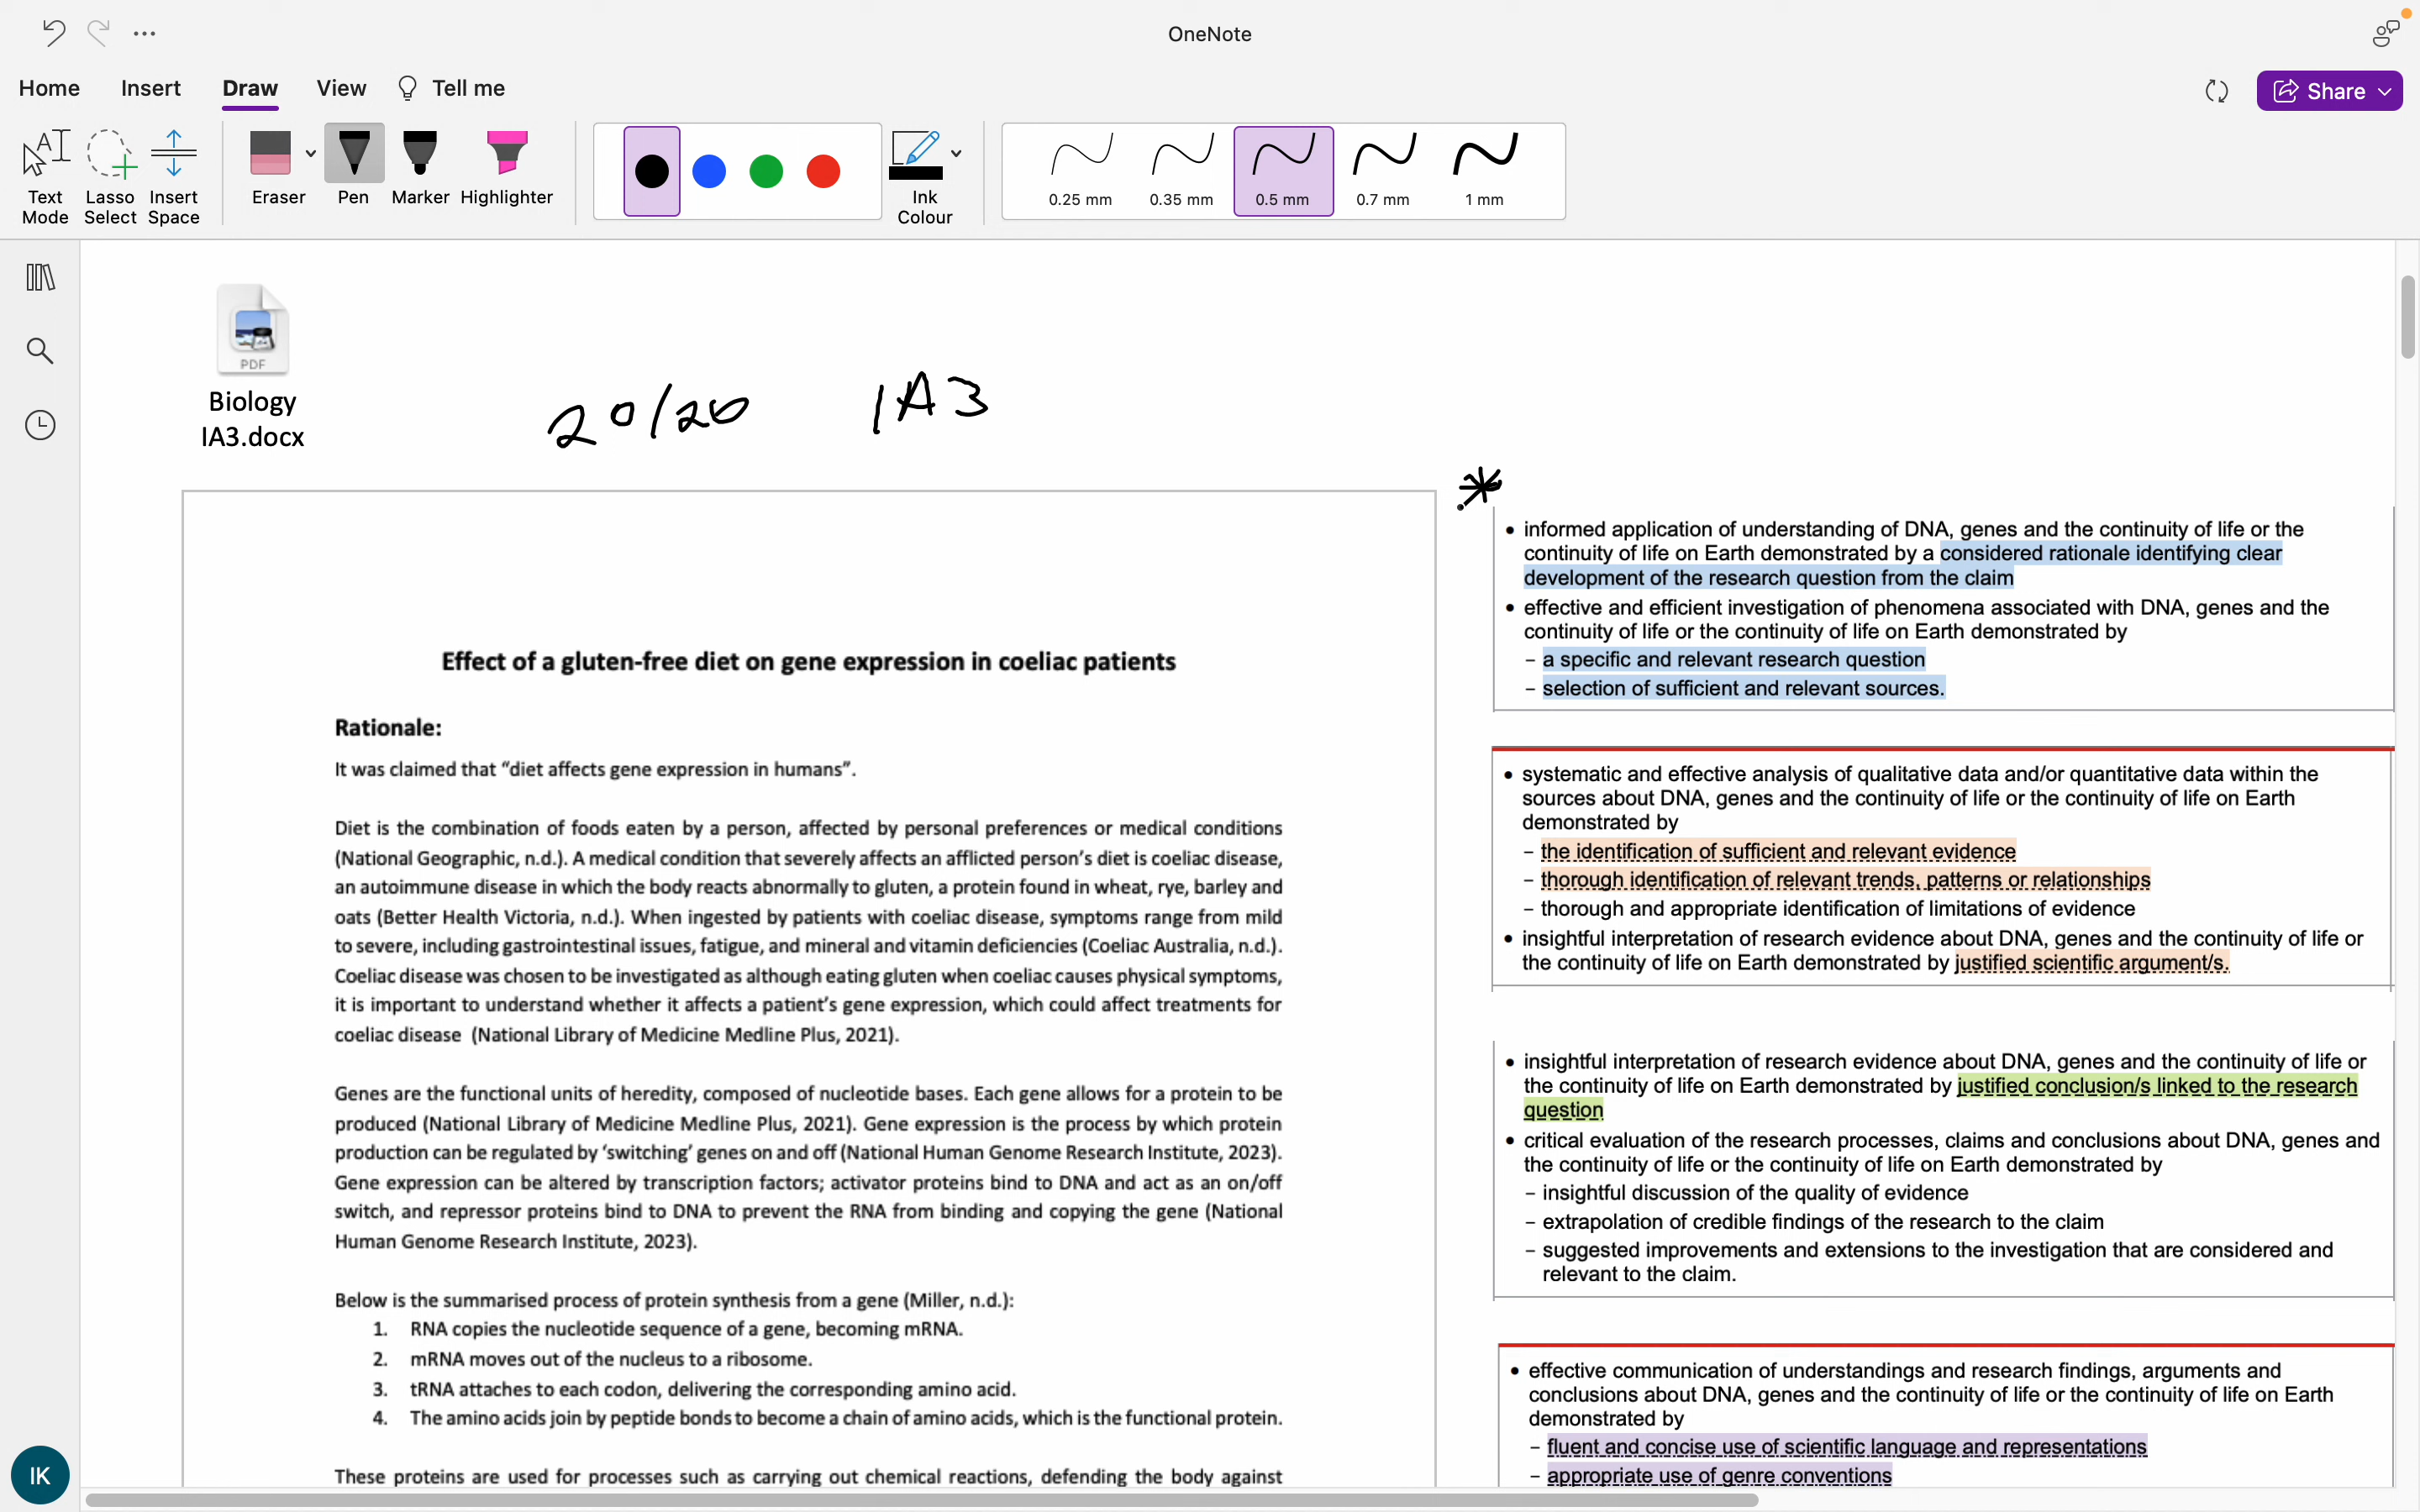 OneNote
Home Insert Draw View Tell me
Share
Text Mode
Lasso Select
Insert Space
Eraser
Pen
Marker
Highlighter
Ink Colour
0.25 mm
0.35 mm
0.5 mm
0.7 mm
1 mm
PDF
Biology
IA3.docx
20/20 IA3
Effect of a gluten-free diet on gene expression in coeliac patients
Rationale:
It was claimed that “diet affects gene expression in humans”.
Diet is the combination of foods eaten by a person, affected by personal preferences or medical conditions
(National Geographic, n.d.). A medical condition that severely affects an afflicted person’s diet is coeliac disease,
an autoimmune disease in which the body reacts abnormally to gluten, a protein found in wheat, rye, barley and
oats (Better Health Victoria, n.d.). When ingested by patients with coeliac disease, symptoms range from mild
to severe, including gastrointestinal issues, fatigue, and mineral and vitamin deficiencies (Coeliac Australia, n.d.).
Coeliac disease was chosen to be investigated as although eating gluten when coeliac causes physical symptoms,
it is important to understand whether it affects a patient’s gene expression, which could affect treatments for
coeliac disease (National Library of Medicine Medline Plus, 2021).
Genes are the functional units of heredity, composed of nucleotide bases. Each gene allows for a protein to be
produced (National Library of Medicine Medline Plus, 2021). Gene expression is the process by which protein
production can be regulated by ‘switching’ genes on and off (National Human Genome Research Institute, 2023).
Gene expression can be altered by transcription factors; activator proteins bind to DNA and act as an on/off
switch, and repressor proteins bind to DNA to prevent the RNA from binding and copying the gene (National
Human Genome Research Institute, 2023).
Below is the summarised process of protein synthesis from a gene (Miller, n.d.):
1. RNA copies the nucleotide sequence of a gene, becoming mRNA.
2. mRNA moves out of the nucleus to a ribosome.
3. tRNA attaches to each codon, delivering the corresponding amino acid.
4. The amino acids join by peptide bonds to become a chain of amino acids, which is the functional protein.
These proteins are used for processes such as carrying out chemical reactions, defending the body against
*
• informed application of understanding of DNA, genes and the continuity of life or the
continuity of life on Earth demonstrated by a considered rationale identifying clear
development of the research question from the claim
• effective and efficient investigation of phenomena associated with DNA, genes and the
continuity of life or the continuity of life on Earth demonstrated by
– a specific and relevant research question
– selection of sufficient and relevant sources.
• systematic and effective analysis of qualitative data and/or quantitative data within the
sources about DNA, genes and the continuity of life or the continuity of life on Earth
demonstrated by
– the identification of sufficient and relevant evidence
– thorough identification of relevant trends, patterns or relationships
– thorough and appropriate identification of limitations of evidence
• insightful interpretation of research evidence about DNA, genes and the continuity of life or
the continuity of life on Earth demonstrated by justified scientific argument/s.
• insightful interpretation of research evidence about DNA, genes and the continuity of life or
the continuity of life on Earth demonstrated by justified conclusion/s linked to the research
question
• critical evaluation of the research processes, claims and conclusions about DNA, genes and
the continuity of life or the continuity of life on Earth demonstrated by
– insightful discussion of the quality of evidence
– extrapolation of credible findings of the research to the claim
– suggested improvements and extensions to the investigation that are considered and
relevant to the claim.
• effective communication of understandings and research findings, arguments and
conclusions about DNA, genes and the continuity of life or the continuity of life on Earth
demonstrated by
– fluent and concise use of scientific language and representations
– appropriate use of genre conventions
IK